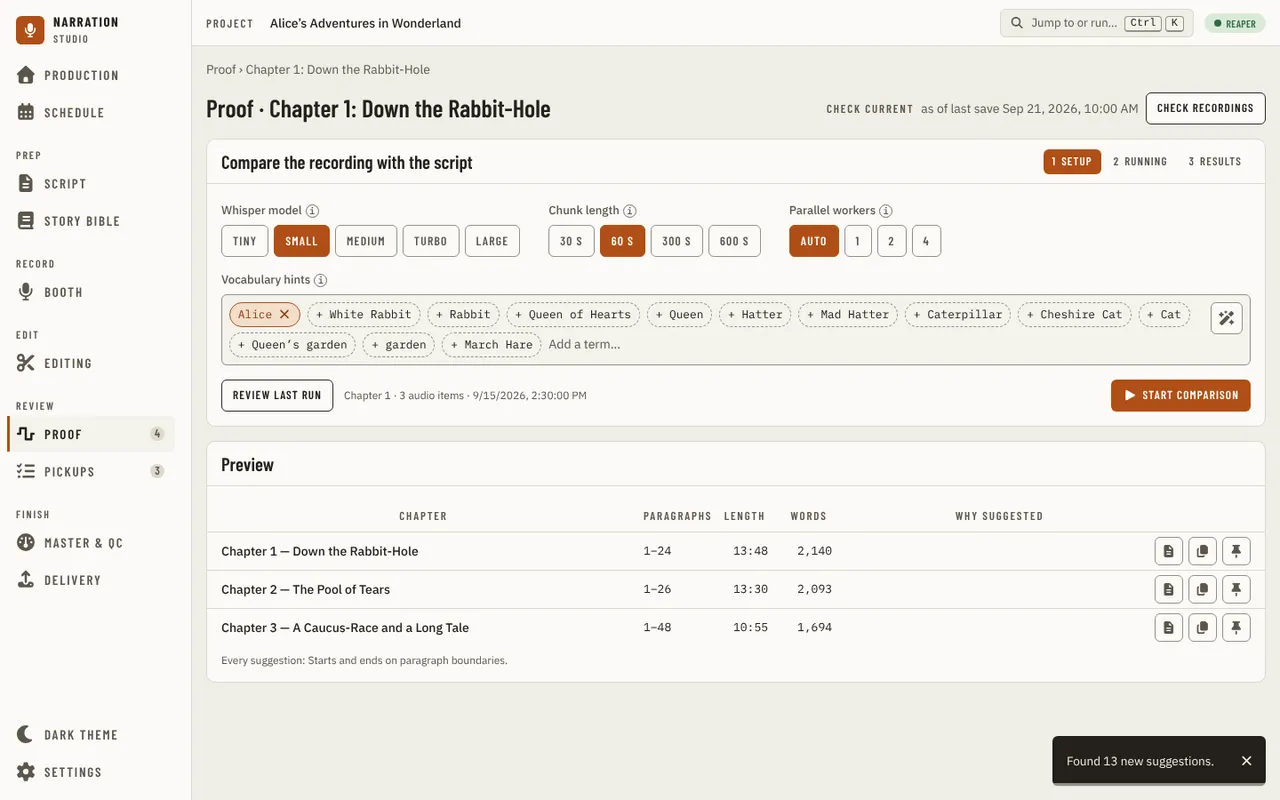 NARRATION
STUDIO
PRODUCTION
SCHEDULE
PREP
SCRIPT
STORY BIBLE
RECORD
BOOTH
EDIT
EDITING
REVIEW
PROOF 4
PICKUPS 3
FINISH
MASTER & QC
DELIVERY
DARK THEME
SETTINGS
PROJECT Alice's Adventures in Wonderland
Jump to or run… Ctrl K
REAPER
Proof › Chapter 1: Down the Rabbit-Hole
Proof · Chapter 1: Down the Rabbit-Hole
CHECK CURRENT as of last save Sep 21, 2026, 10:00 AM CHECK RECORDINGS
Compare the recording with the script
1 SETUP 2 RUNNING 3 RESULTS
Whisper model Chunk length Parallel workers
TINY SMALL MEDIUM TURBO LARGE 30 S 60 S 300 S 600 S AUTO 1 2 4
Vocabulary hints
Alice + White Rabbit + Rabbit + Queen of Hearts + Queen + Hatter + Mad Hatter + Caterpillar + Cheshire Cat + Cat
+ Queen’s garden + garden + March Hare Add a term…
REVIEW LAST RUN Chapter 1 · 3 audio items · 9/15/2026, 2:30:00 PM START COMPARISON
Preview
CHAPTER PARAGRAPHS LENGTH WORDS WHY SUGGESTED
Chapter 1 — Down the Rabbit-Hole 1–24 13:48 2,140
Chapter 2 — The Pool of Tears 1–26 13:30 2,093
Chapter 3 — A Caucus-Race and a Long Tale 1–48 10:55 1,694
Every suggestion: Starts and ends on paragraph boundaries.
Found 13 new suggestions.